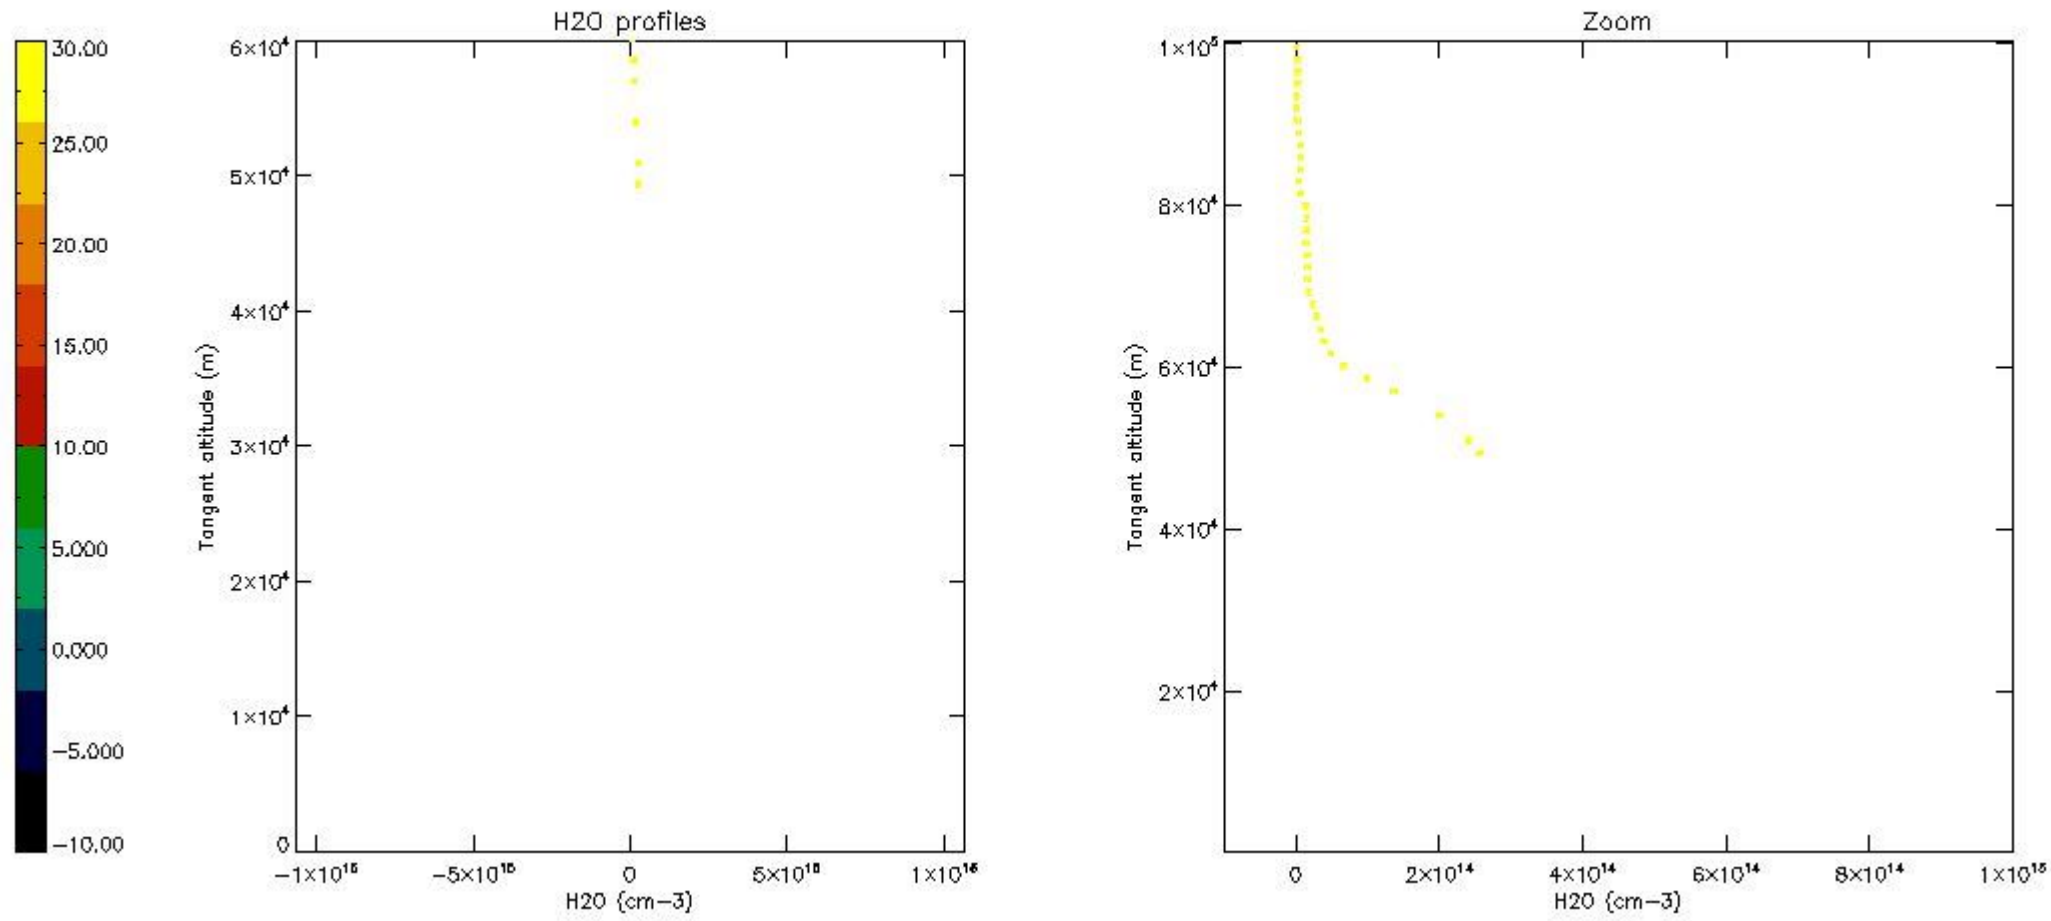 H2O profiles
30.00
25.00
20.00
15.00
10.00
5.000
0.000
−5.000
−10.00
Tangent altitude (m)
6×10⁴
5×10⁴
4×10⁴
3×10⁴
2×10⁴
1×10⁴
0
−1×10¹⁶ −5×10¹⁵ 0 5×10¹⁵ 1×10¹⁶
H2O (cm−3)
Zoom
Tangent altitude (m)
1×10⁵
8×10⁴
6×10⁴
4×10⁴
2×10⁴
0 2×10¹⁴ 4×10¹⁴ 6×10¹⁴ 8×10¹⁴ 1×10¹⁵
H2O (cm−3)